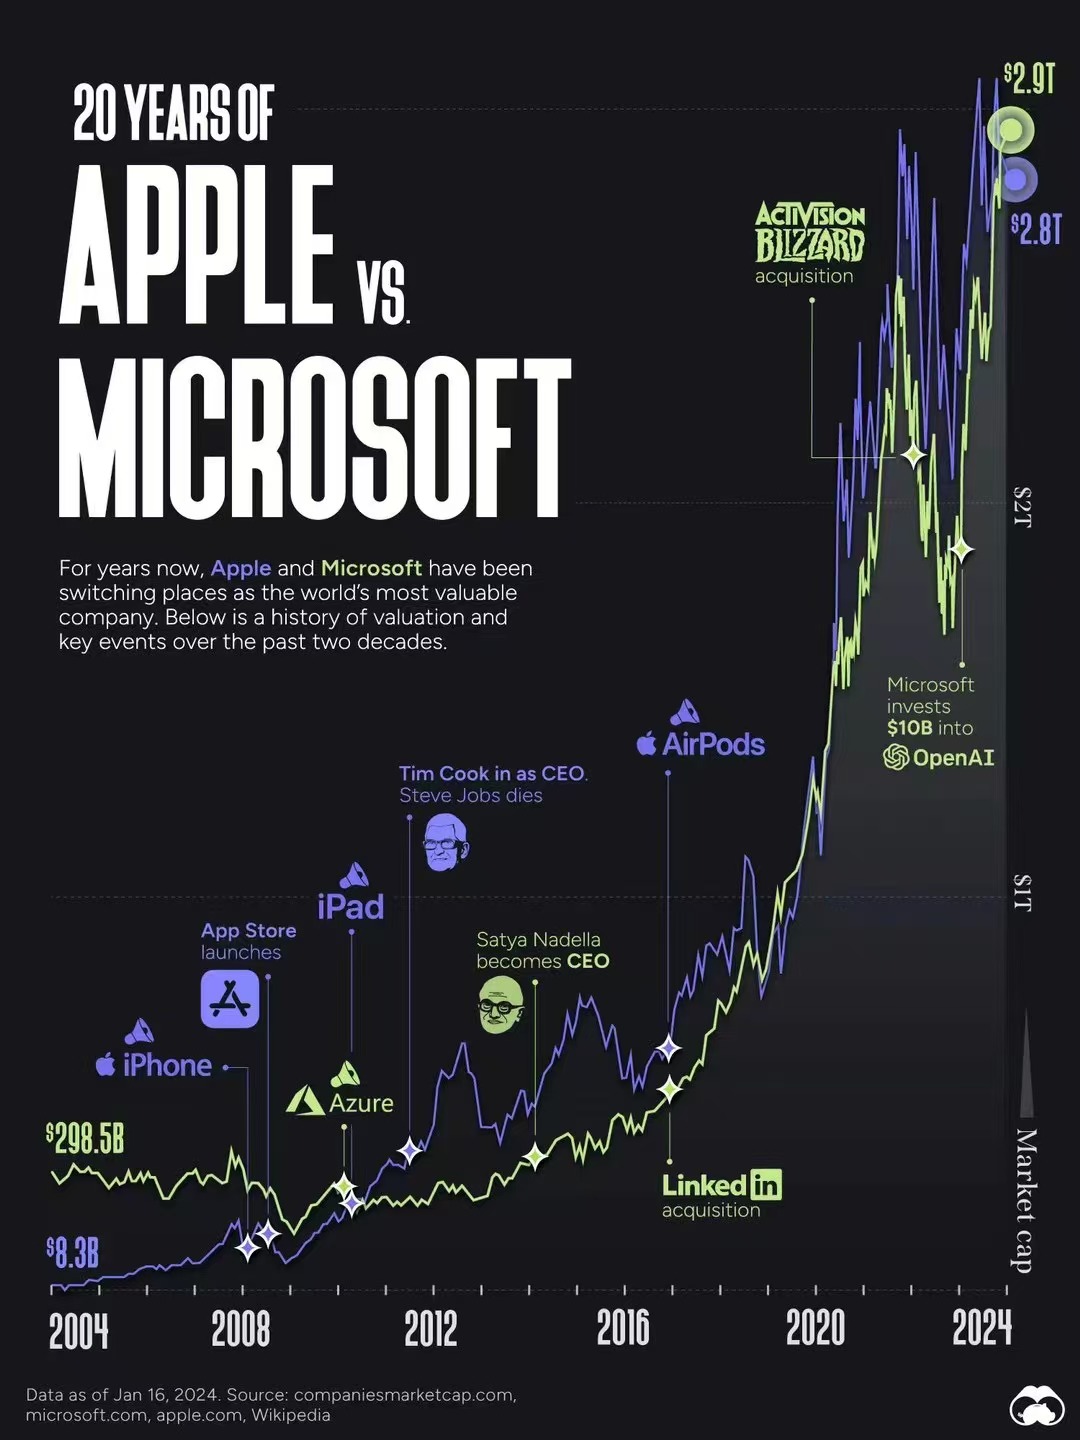 20 YEARS OF
APPLE VS.
MICROSOFT
For years now, Apple and Microsoft have been
switching places as the world's most valuable
company. Below is a history of valuation and
key events over the past two decades.
$2.9T
$2.8T
ACTIVISION
BLIZZARD
acquisition
$2T
Microsoft
invests
$10B into
OpenAI
AirPods
Tim Cook in as CEO.
Steve Jobs dies
$1T
iPad
App Store
launches
Satya Nadella
becomes CEO
iPhone
Azure
$298.5B
$8.3B
Linked in
acquisition
Market cap
2004
2008
2012
2016
2020
2024
Data as of Jan 16, 2024. Source: companiesmarketcap.com,
microsoft.com, apple.com, Wikipedia